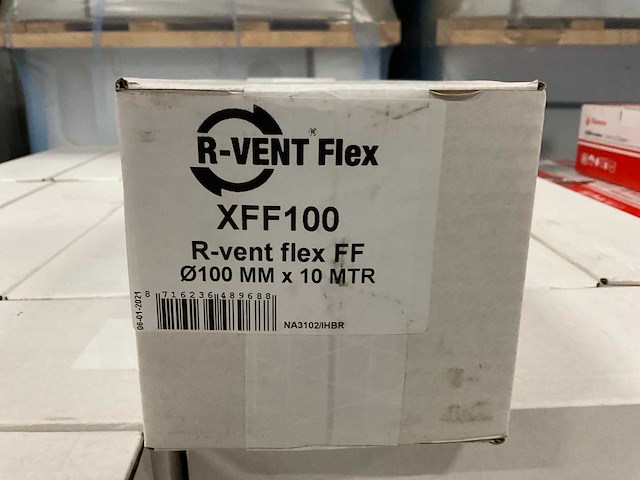 R-VENT® Flex
XFF100
R-vent flex FF
Ø100 MM x 10 MTR
06-01-2021
8 716236 489688
NA3102/IHBR